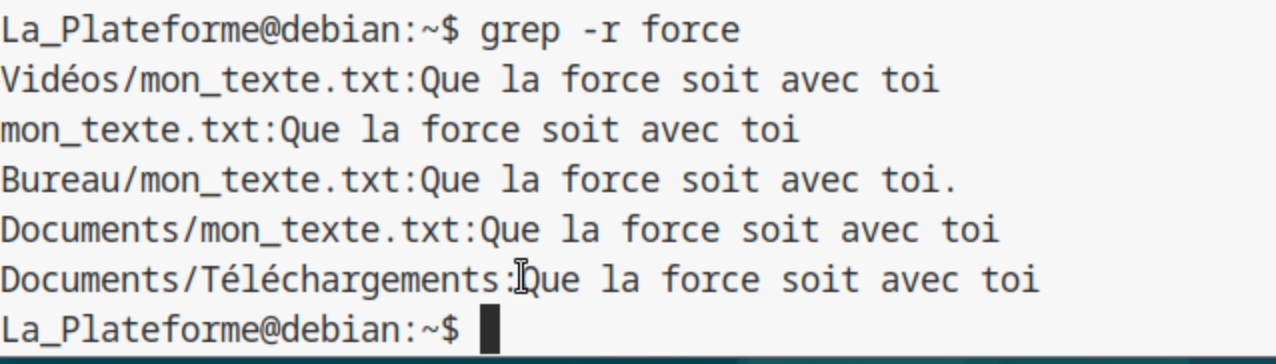 La_Plateforme@debian:~$ grep -r force
Vidéos/mon_texte.txt:Que la force soit avec toi
mon_texte.txt:Que la force soit avec toi
Bureau/mon_texte.txt:Que la force soit avec toi.
Documents/mon_texte.txt:Que la force soit avec toi
Documents/Téléchargements:Que la force soit avec toi
La_Plateforme@debian:~$